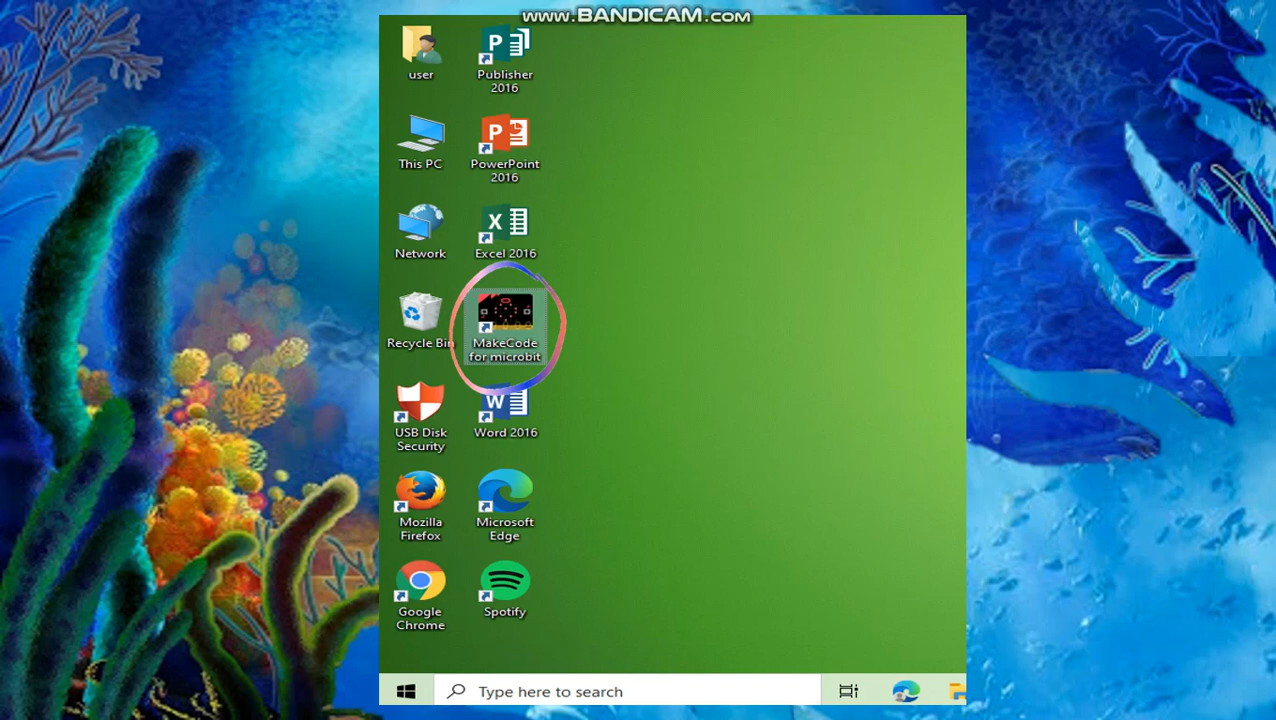 www.BANDICAM.com
user
Publisher
2016
This PC
PowerPoint
2016
Network
Excel 2016
Recycle Bin
MakeCode
for microbit
USB Disk
Security
Word 2016
Mozilla
Firefox
Microsoft
Edge
Google
Chrome
Spotify
Type here to search